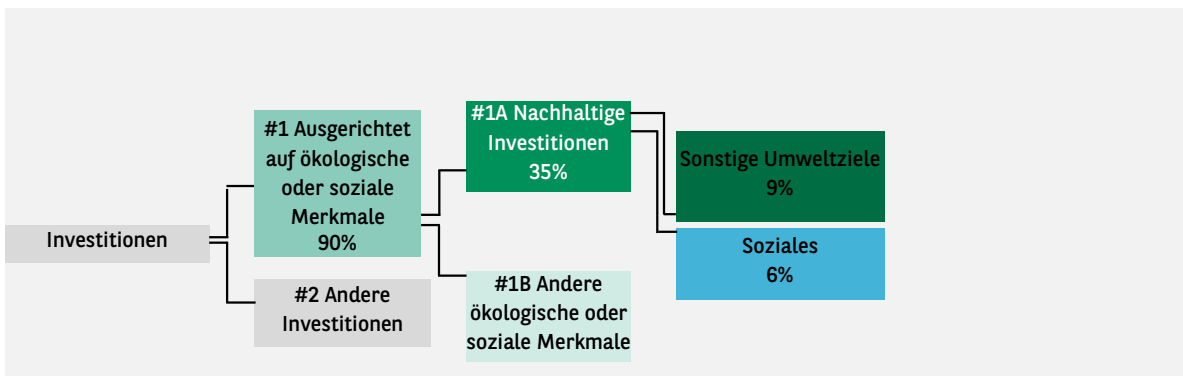 Investitionen
#1 Ausgerichtet
auf ökologische
oder soziale
Merkmale
90%
#2 Andere
Investitionen
#1A Nachhaltige
Investitionen
35%
#1B Andere
ökologische oder
soziale Merkmale
Sonstige Umweltziele
9%
Soziales
6%